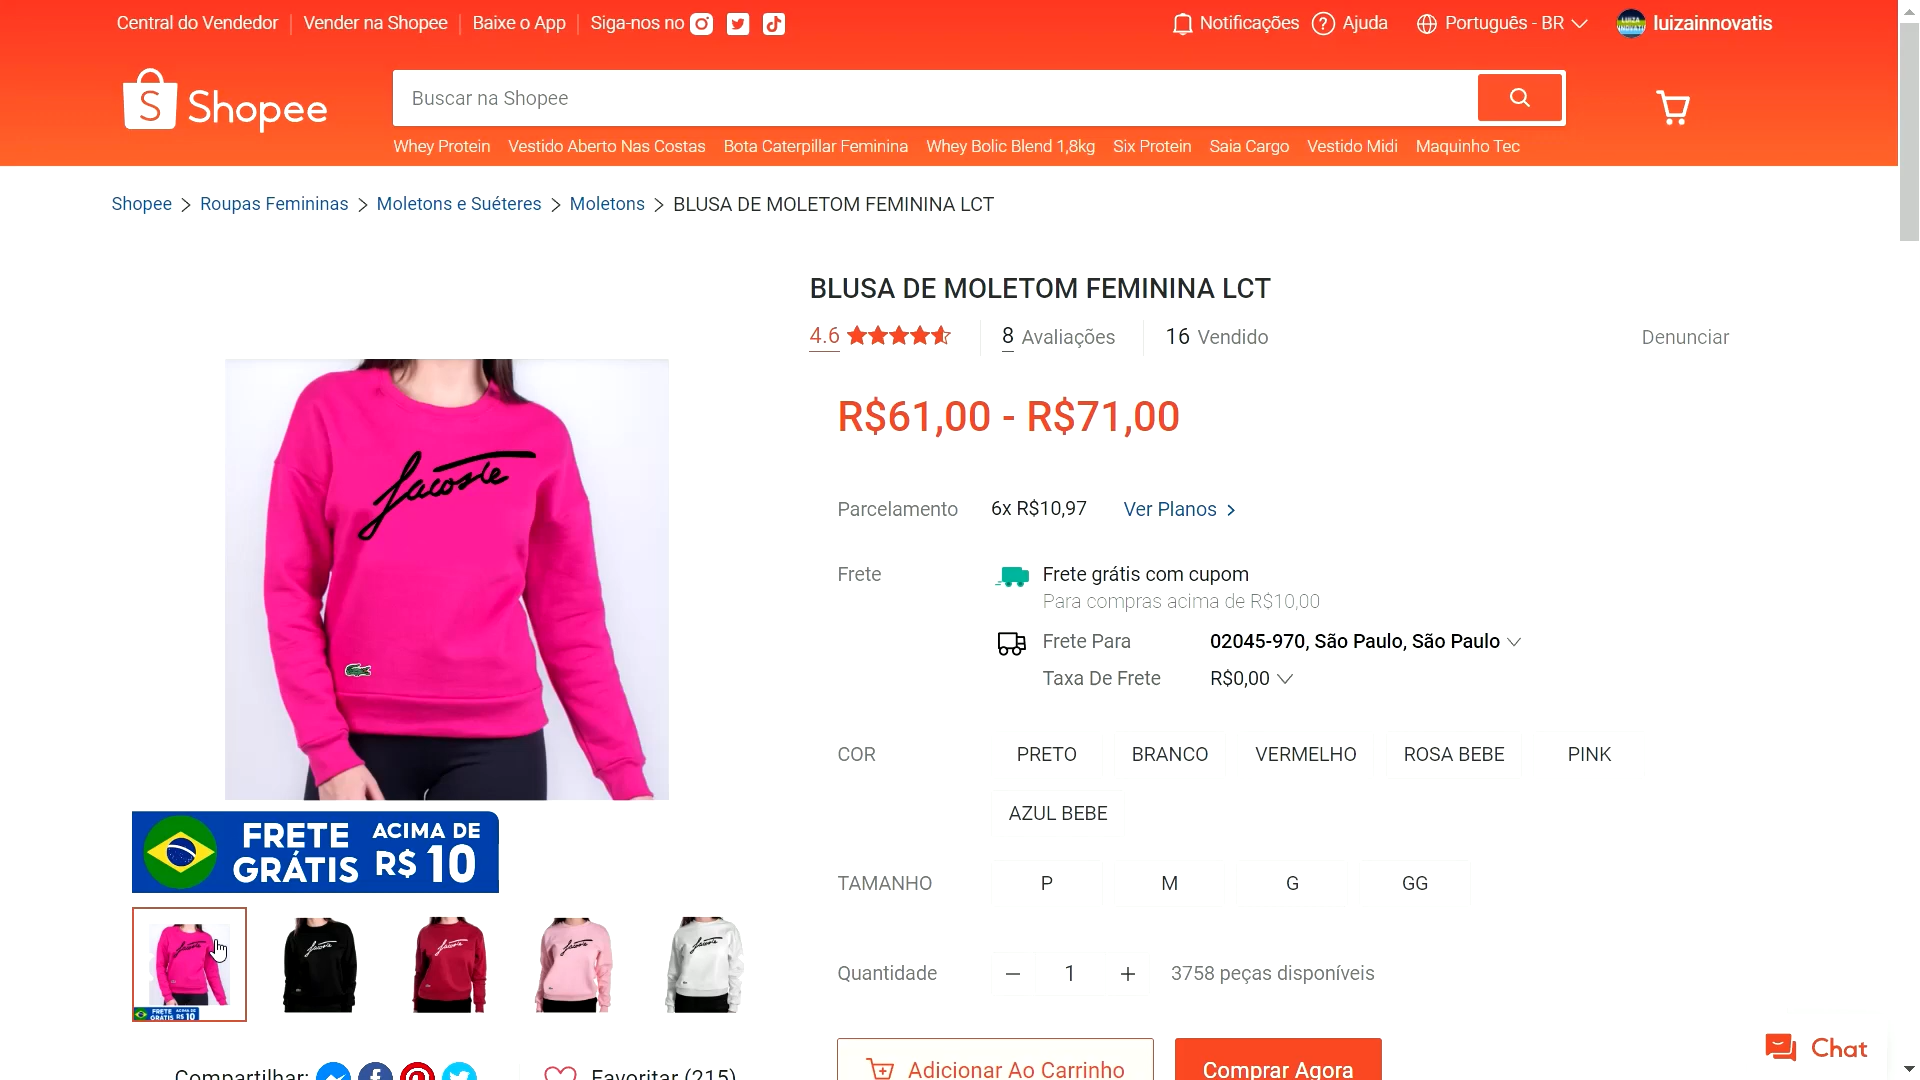 Central do Vendedor Vender na Shopee Baixe o App Siga-nos no Notificações Ajuda Português - BR luizainnovatis
Shopee Buscar na Shopee
Whey Protein Vestido Aberto Nas Costas Bota Caterpillar Feminina Whey Bolic Blend 1,8kg Six Protein Saia Cargo Vestido Midi Maquinho Tec
Shopee > Roupas Femininas > Moletons e Suéteres > Moletons > BLUSA DE MOLETOM FEMININA LCT
BLUSA DE MOLETOM FEMININA LCT
4.6 8 Avaliações 16 Vendido Denunciar
R$61,00 - R$71,00
Lacoste
Parcelamento 6x R$10,97 Ver Planos >
Frete Frete grátis com cupom
Para compras acima de R$10,00
Frete Para 02045-970, São Paulo, São Paulo
Taxa De Frete R$0,00
COR PRETO BRANCO VERMELHO ROSA BEBE PINK
AZUL BEBE
FRETE GRÁTIS ACIMA DE R$ 10
TAMANHO P M G GG
Quantidade − 1 + 3758 peças disponíveis
Compartilhar: Favoritar (215)
Adicionar Ao Carrinho Comprar Agora
Chat